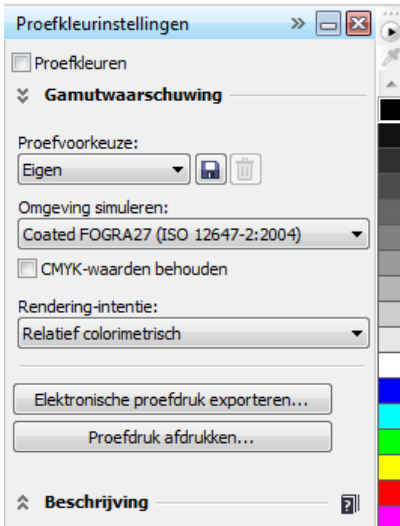 Proefkleurinstellingen
Proefkleuren
Gamutwaarschuwing
Proefvoorkeuze:
Eigen
Omgeving simuleren:
Coated FOGRA27 (ISO 12647-2:2004)
CMYK-waarden behouden
Rendering-intentie:
Relatief colorimetrisch
Elektronische proefdruk exporteren...
Proefdruk afdrukken...
Beschrijving